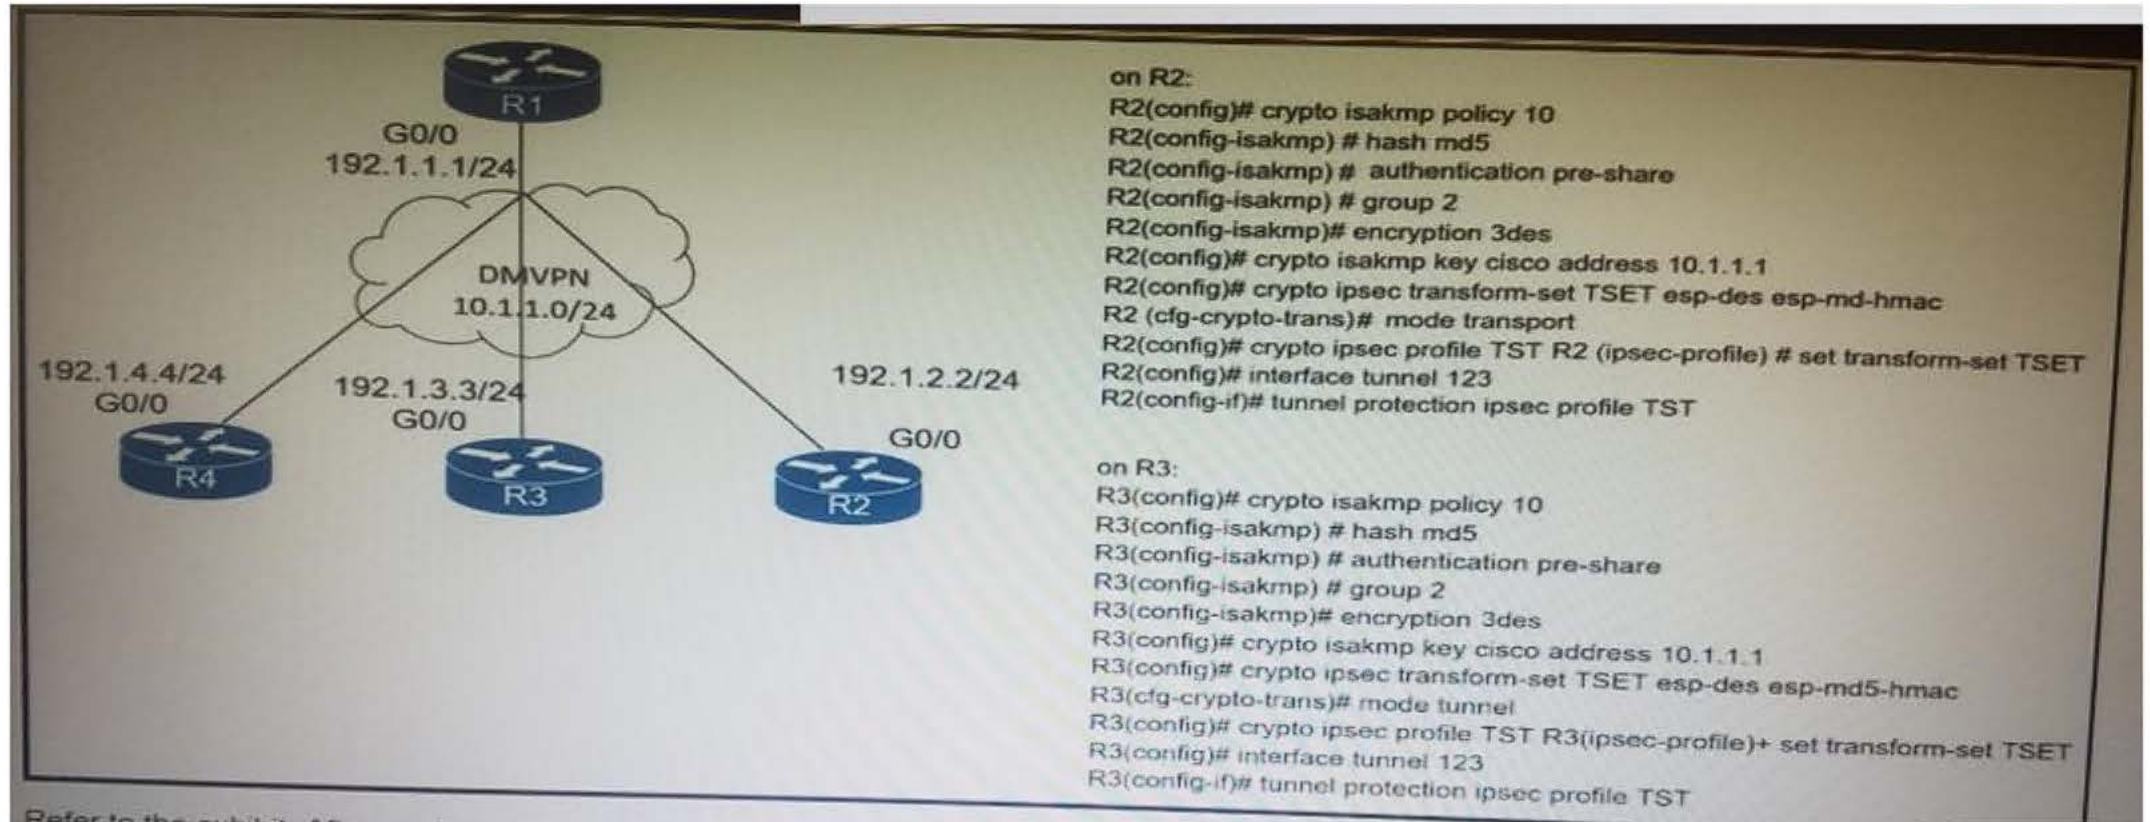 R1
G0/0
192.1.1.1/24
DMVPN
10.1.1.0/24
192.1.4.4/24
G0/0
192.1.3.3/24
G0/0
192.1.2.2/24
G0/0
R4
R3
R2
on R2:
R2(config)# crypto isakmp policy 10
R2(config-isakmp) # hash md5
R2(config-isakmp) # authentication pre-share
R2(config-isakmp) # group 2
R2(config-isakmp)# encryption 3des
R2(config)# crypto isakmp key cisco address 10.1.1.1
R2(config)# crypto ipsec transform-set TSET esp-des esp-md-hmac
R2 (cfg-crypto-trans)# mode transport
R2(config)# crypto ipsec profile TST R2 (ipsec-profile) # set transform-set TSET
R2(config)# interface tunnel 123
R2(config-if)# tunnel protection ipsec profile TST
on R3:
R3(config)# crypto isakmp policy 10
R3(config-isakmp) # hash md5
R3(config-isakmp) # authentication pre-share
R3(config-isakmp) # group 2
R3(config-isakmp)# encryption 3des
R3(config)# crypto isakmp key cisco address 10.1.1.1
R3(config)# crypto ipsec transform-set TSET esp-des esp-md5-hmac
R3(cfg-crypto-trans)# mode tunnel
R3(config)# crypto ipsec profile TST R3(ipsec-profile)+ set transform-set TSET
R3(config)# interface tunnel 123
R3(config-if)# tunnel protection ipsec profile TST